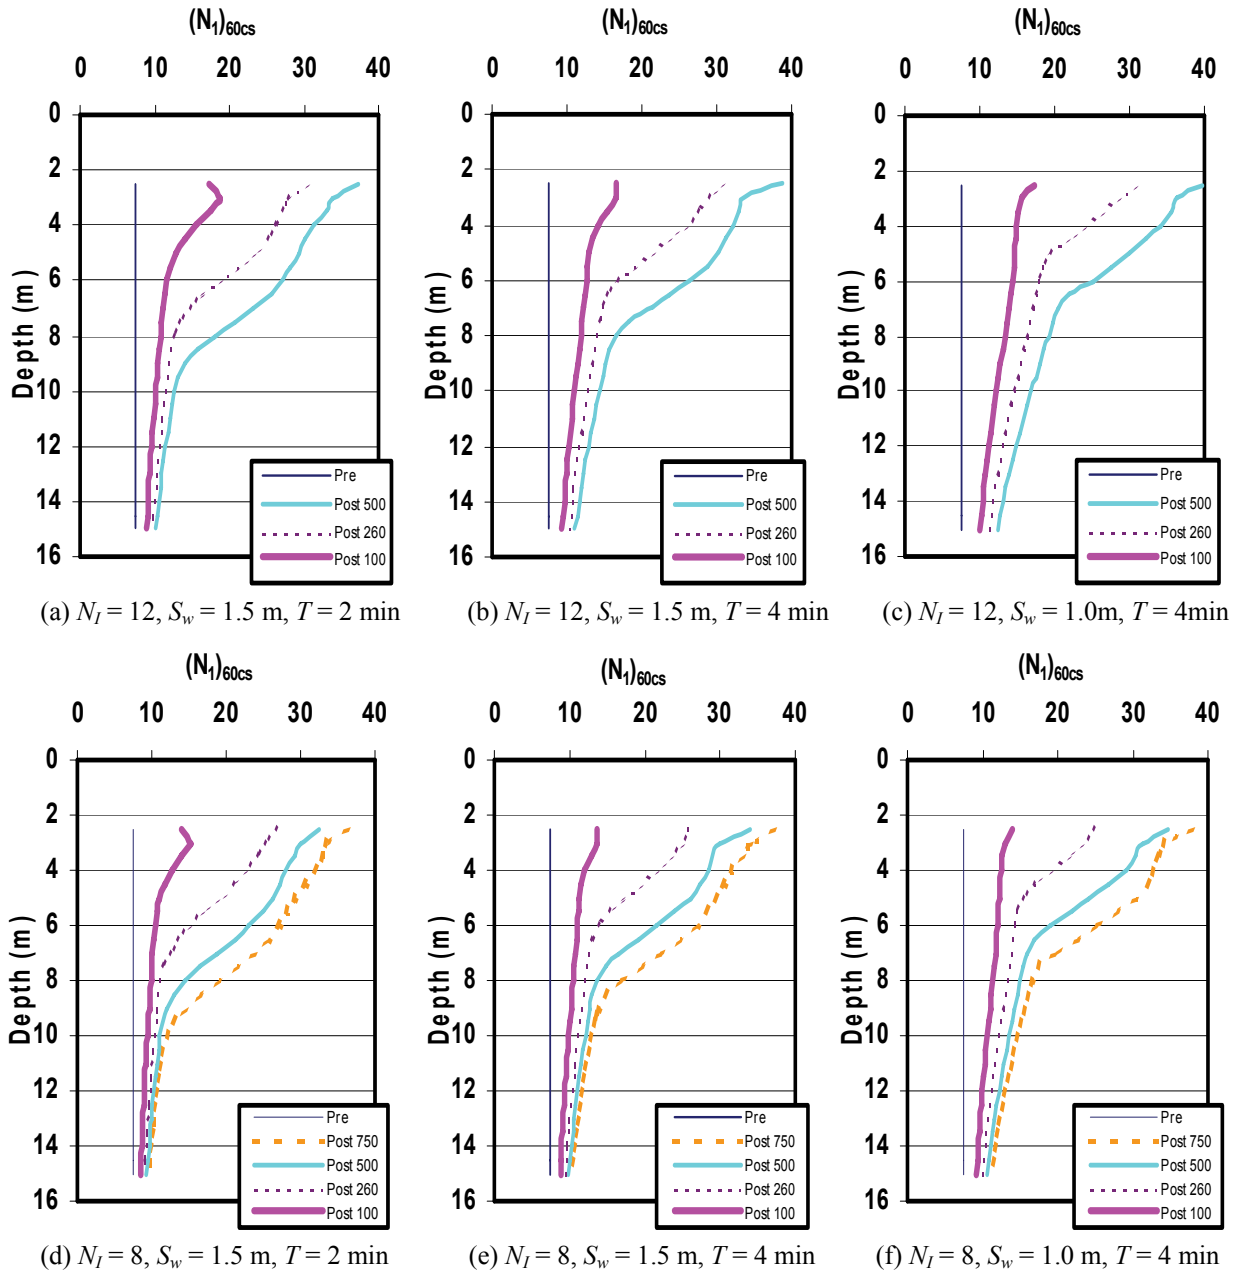 (N1)60cs
0 10 20 30 40
0
2
4
6
8
10
12
14
16
Depth (m)
Pre
Post 500
Post 260
Post 100
(a) NI = 12, Sw = 1.5 m, T = 2 min
(N1)60cs
0 10 20 30 40
0
2
4
6
8
10
12
14
16
Depth (m)
Pre
Post 500
Post 260
Post 100
(b) NI = 12, Sw = 1.5 m, T = 4 min
(N1)60cs
0 10 20 30 40
0
2
4
6
8
10
12
14
16
Depth (m)
Pre
Post 500
Post 260
Post 100
(c) NI = 12, Sw = 1.0m, T = 4min
(N1)60cs
0 10 20 30 40
0
2
4
6
8
10
12
14
16
Depth (m)
Pre
Post 750
Post 500
Post 260
Post 100
(d) NI = 8, Sw = 1.5 m, T = 2 min
(N1)60cs
0 10 20 30 40
0
2
4
6
8
10
12
14
16
Depth (m)
Pre
Post 750
Post 500
Post 260
Post 100
(e) NI = 8, Sw = 1.5 m, T = 4 min
(N1)60cs
0 10 20 30 40
0
2
4
6
8
10
12
14
16
Depth (m)
Pre
Post 750
Post 500
Post 260
Post 100
(f) NI = 8, Sw = 1.0 m, T = 4 min